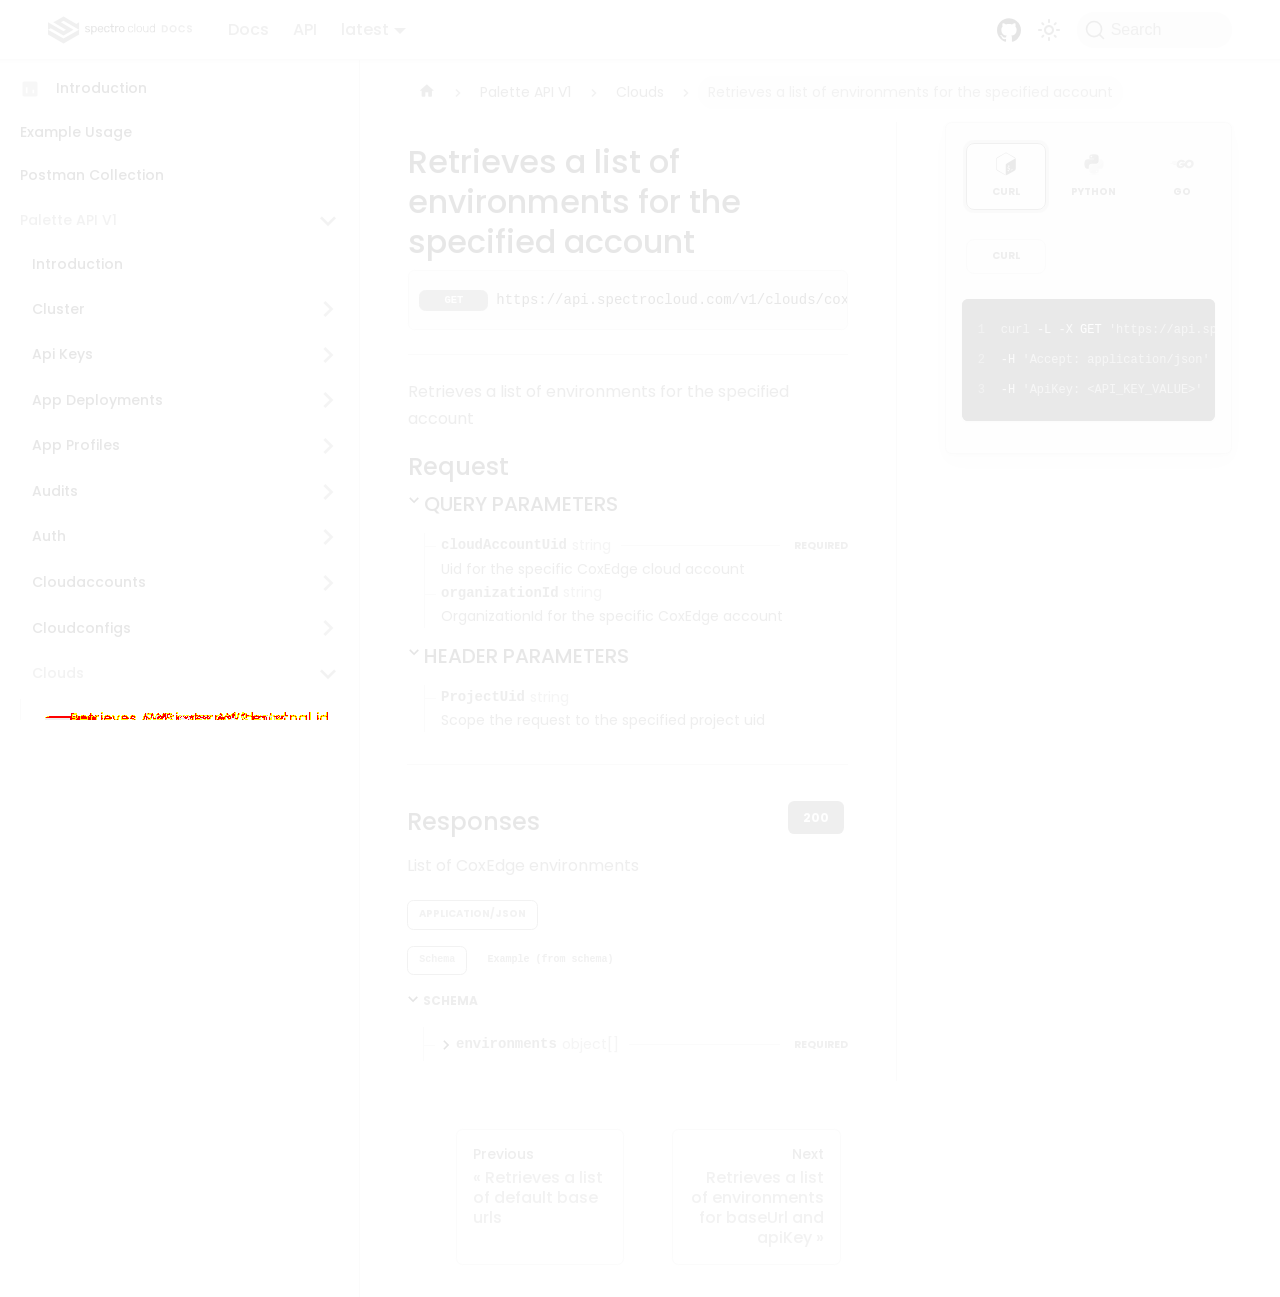 spectro cloud DOCS
Docs
API
latest
Search
Introduction
Example Usage
Postman Collection
Palette API V1
Introduction
Cluster
Api Keys
App Deployments
App Profiles
Audits
Auth
Cloudaccounts
Cloudconfigs
Clouds
Palette API V1
Clouds
Retrieves a list of environments for the specified account
Retrieves a list of
environments for the
specified account
GET https://api.spectrocloud.com/v1/clouds/cox
Retrieves a list of environments for the specified
account
Request
QUERY PARAMETERS
cloudAccountUid string REQUIRED
Uid for the specific CoxEdge cloud account
organizationId string
OrganizationId for the specific CoxEdge account
HEADER PARAMETERS
ProjectUid string
Scope the request to the specified project uid
Responses
200
List of CoxEdge environments
APPLICATION/JSON
Schema
Example (from schema)
SCHEMA
environments object[] REQUIRED
Previous
« Retrieves a list
of default base
urls
Next
Retrieves a list
of environments
for baseUrl and
apiKey »
CURL
PYTHON
GO
CURL
1 curl -L -X GET 'https://api.sp
2 -H 'Accept: application/json'
3 -H 'ApiKey: <API_KEY_VALUE>'